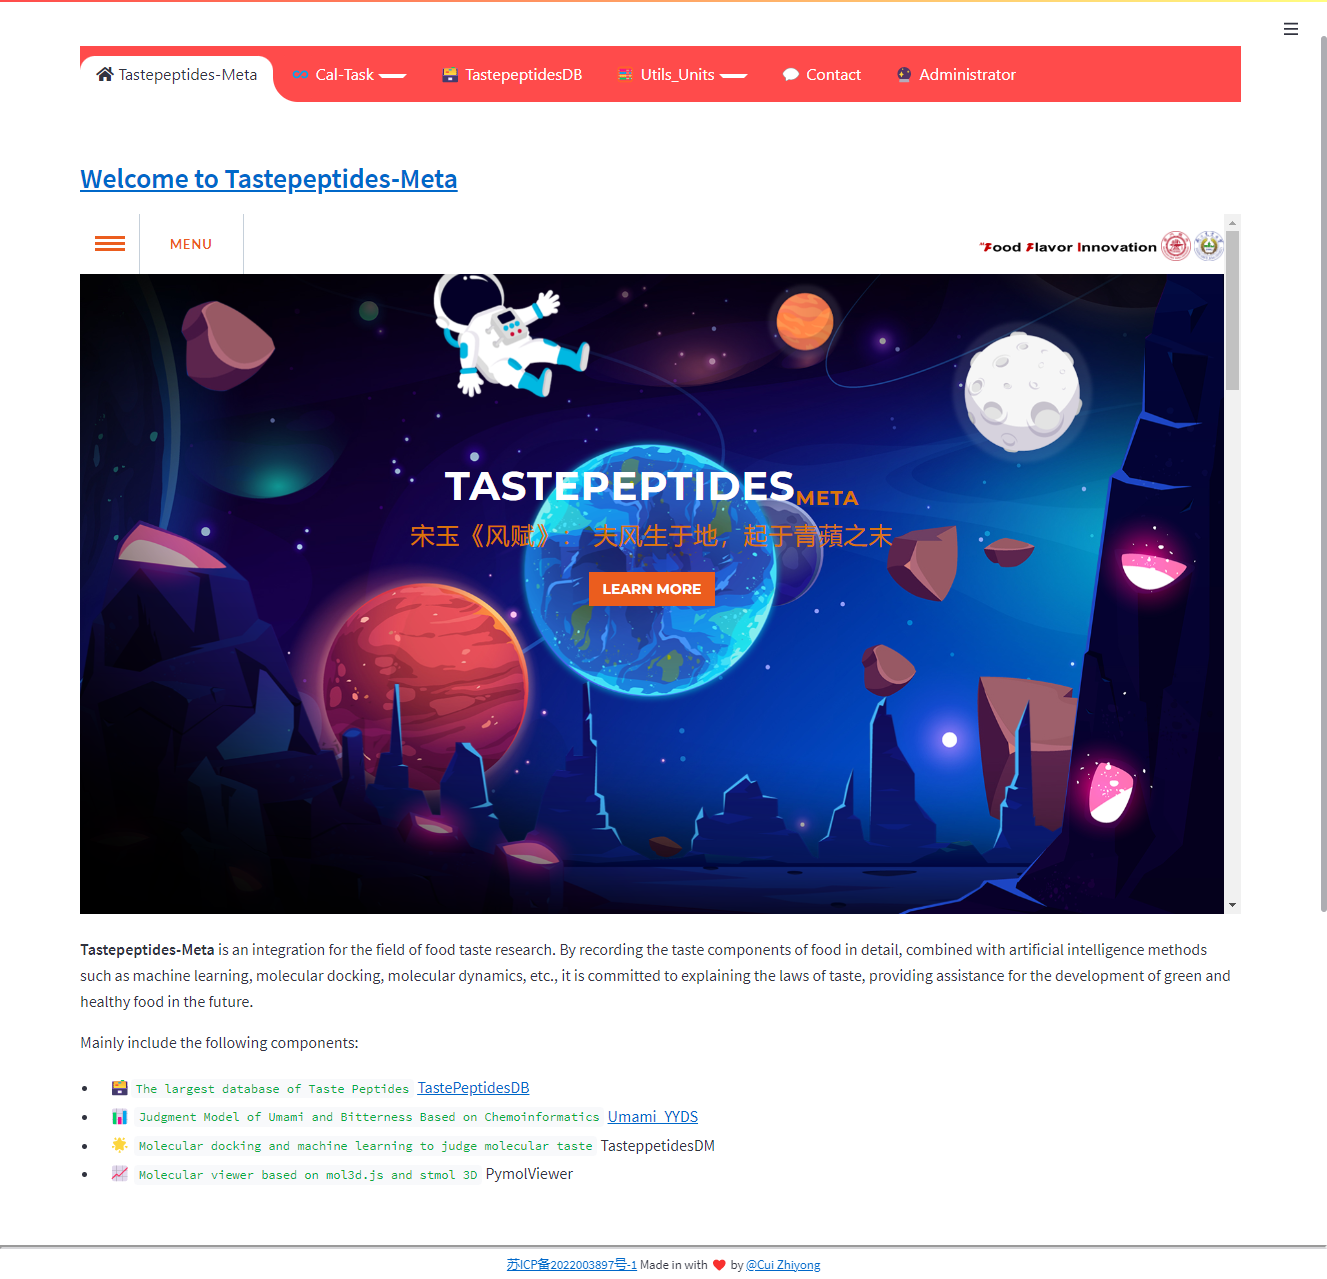 Tastepeptides-Meta Cal-Task TastepeptidesDB Utils_Units Contact Administrator
Welcome to Tastepeptides-Meta
MENU
"Food Flavor Innovation
TASTEPEPTIDES META
宋玉《风赋》： 夫风生于地，起于青蘋之末
LEARN MORE
Tastepeptides-Meta is an integration for the field of food taste research. By recording the taste components of food in detail, combined with artificial intelligence methods
such as machine learning, molecular docking, molecular dynamics, etc., it is committed to explaining the laws of taste, providing assistance for the development of green and
healthy food in the future.
Mainly include the following components:
The largest database of Taste Peptides TastePeptidesDB
Judgment Model of Umami and Bitterness Based on Chemoinformatics Umami_YYDS
Molecular docking and machine learning to judge molecular taste TasteppetidesDM
Molecular viewer based on mol3d.js and stmol 3D PymolViewer
苏ICP备2022003897号-1 Made in with ❤ by @Cui Zhiyong